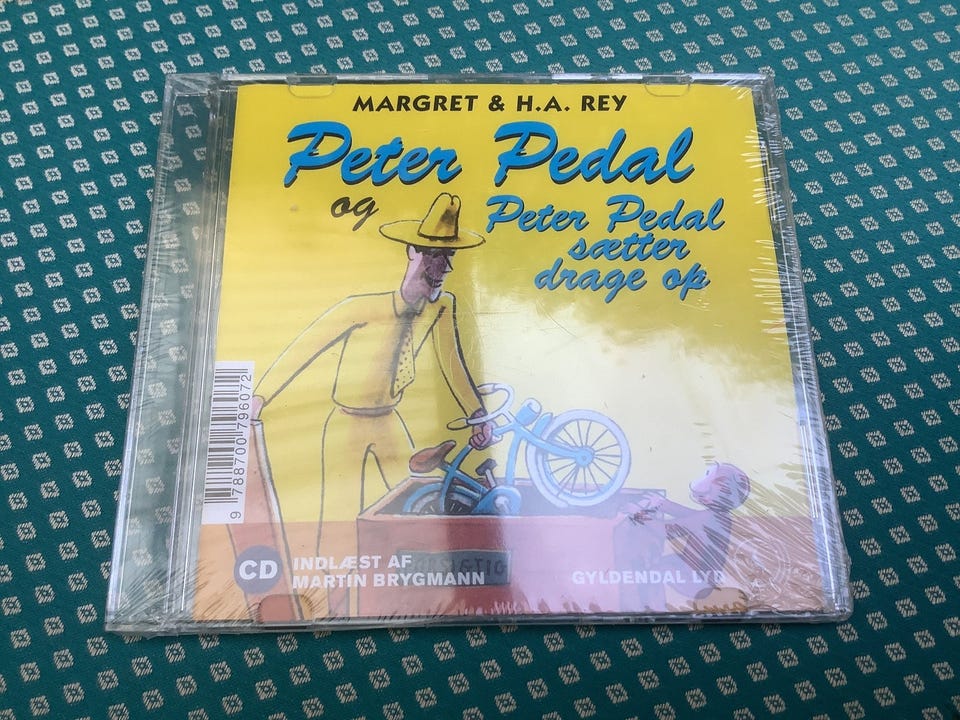 MARGRET & H.A. REY
Peter Pedal
og
Peter Pedal
sætter
drage op
9 788700 796072
CD
INDLÆST AF
MARTIN BRYGMANN
GYLDENDAL LYD